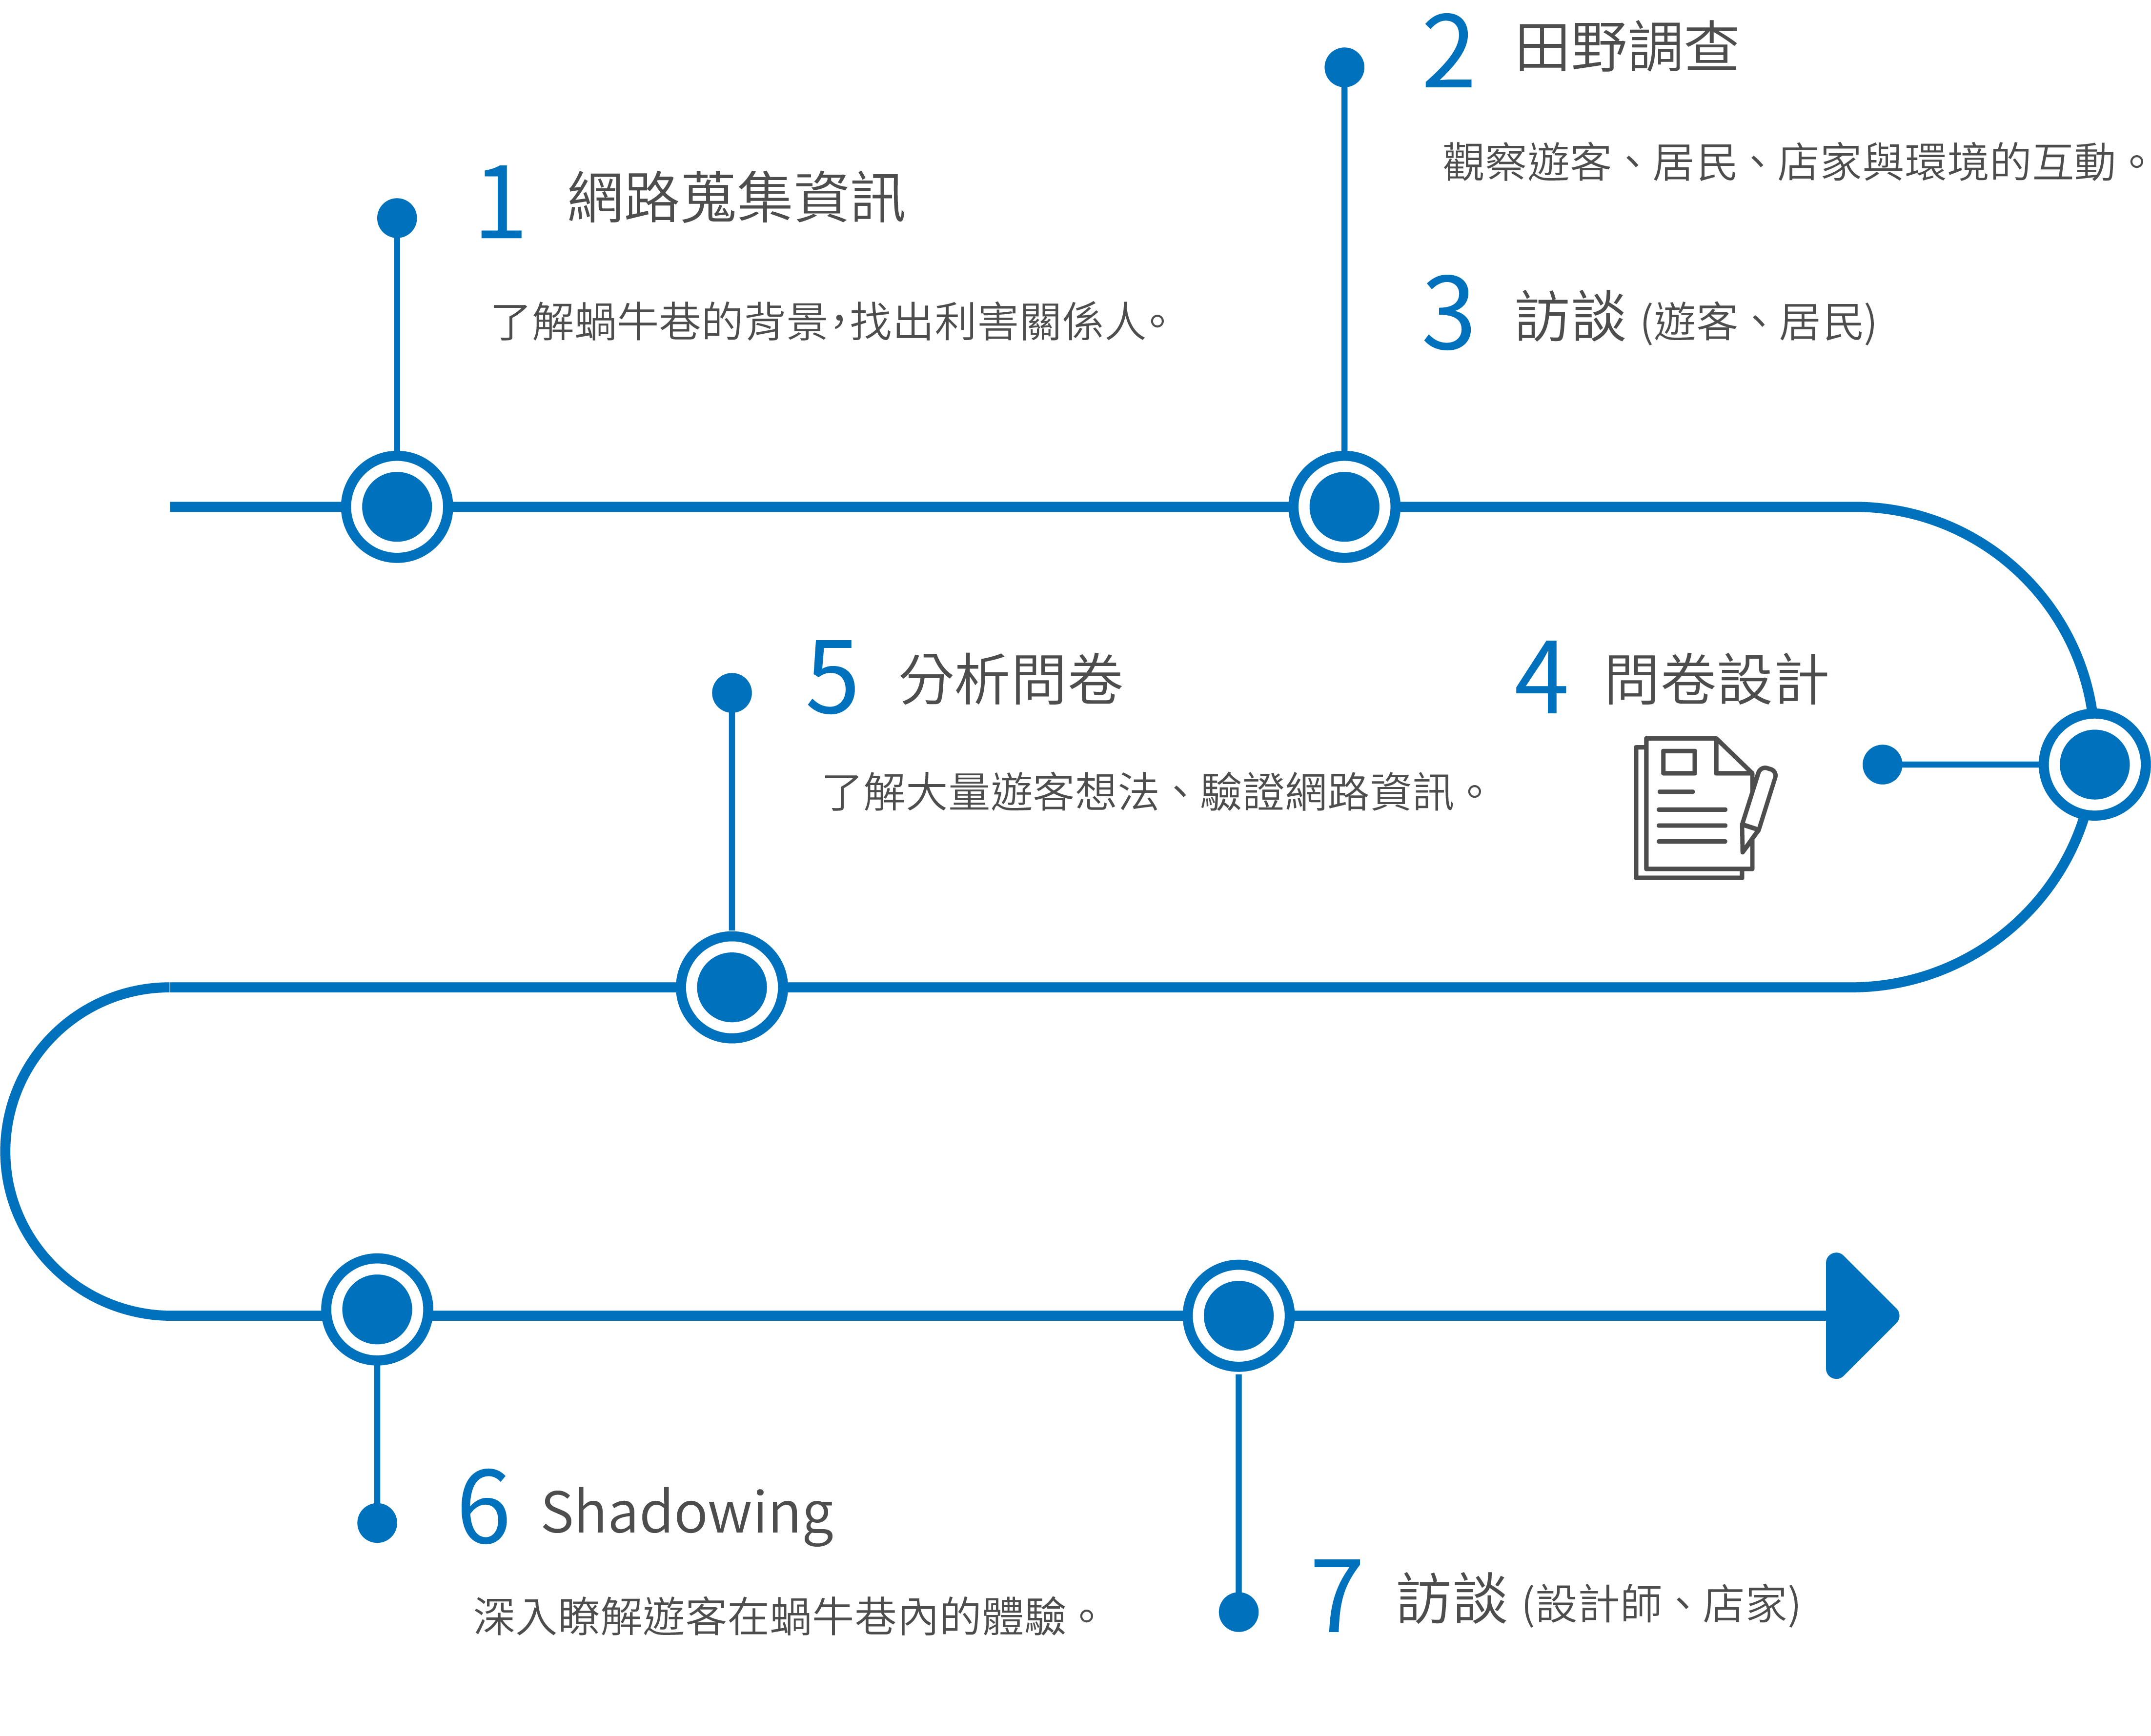 1 網路蒐集資訊
了解蝸牛巷的背景，找出利害關係人。
2 田野調查
觀察遊客、居民、店家與環境的互動。
3 訪談 (遊客、居民)
4 問卷設計
5 分析問卷
了解大量遊客想法、驗證網路資訊。
6 Shadowing
深入瞭解遊客在蝸牛巷內的體驗。
7 訪談 (設計師、店家)